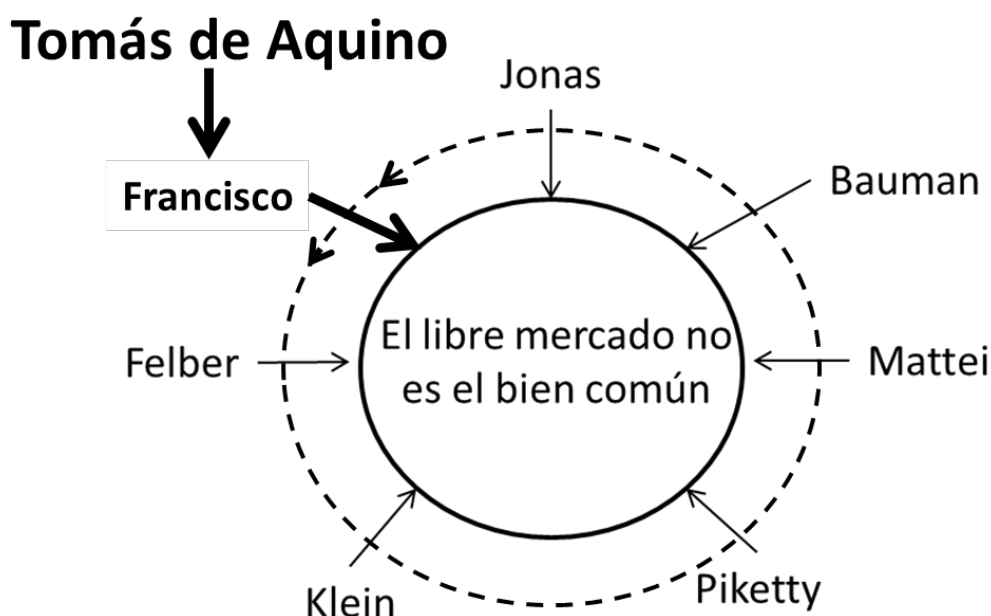 Tomás de Aquino
Jonas
Francisco
Bauman
El libre mercado no
es el bien común
Felber
Mattei
Klein
Piketty